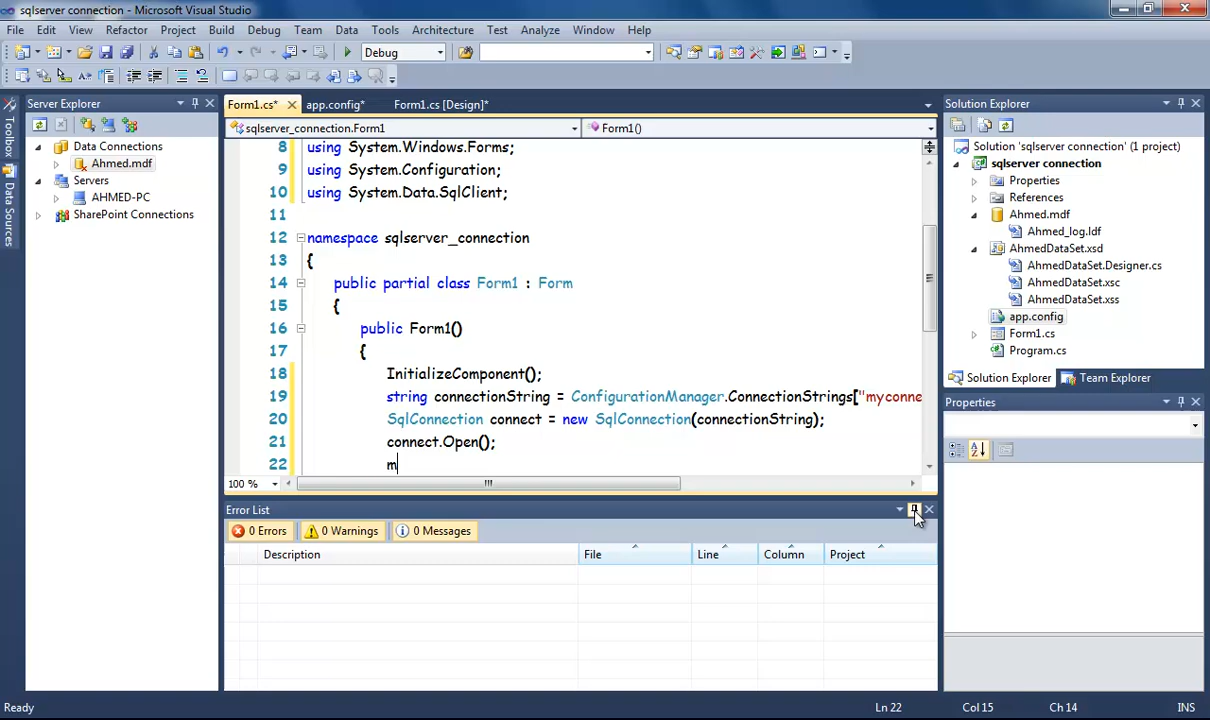 sqlserver connection - Microsoft Visual Studio
File Edit View Refactor Project Build Debug Team Data Tools Architecture Test Analyze Window Help
Debug
Server Explorer
Data Connections
Ahmed.mdf
Servers
AHMED-PC
SharePoint Connections
Toolbox
Data Sources
Form1.cs* app.config* Form1.cs [Design]*
sqlserver_connection.Form1 Form1()
8 using System.Windows.Forms;
9 using System.Configuration;
10 using System.Data.SqlClient;
11
12 namespace sqlserver_connection
13 {
14 public partial class Form1 : Form
15 {
16 public Form1()
17 {
18 InitializeComponent();
19 string connectionString = ConfigurationManager.ConnectionStrings["myconne
20 SqlConnection connect = new SqlConnection(connectionString);
21 connect.Open();
22 m
100 %
Error List
0 Errors 0 Warnings 0 Messages
Description File Line Column Project
Solution Explorer
Solution 'sqlserver connection' (1 project)
sqlserver connection
Properties
References
Ahmed.mdf
Ahmed_log.ldf
AhmedDataSet.xsd
AhmedDataSet.Designer.cs
AhmedDataSet.xsc
AhmedDataSet.xss
app.config
Form1.cs
Program.cs
Solution Explorer Team Explorer
Properties
Ready Ln 22 Col 15 Ch 14 INS